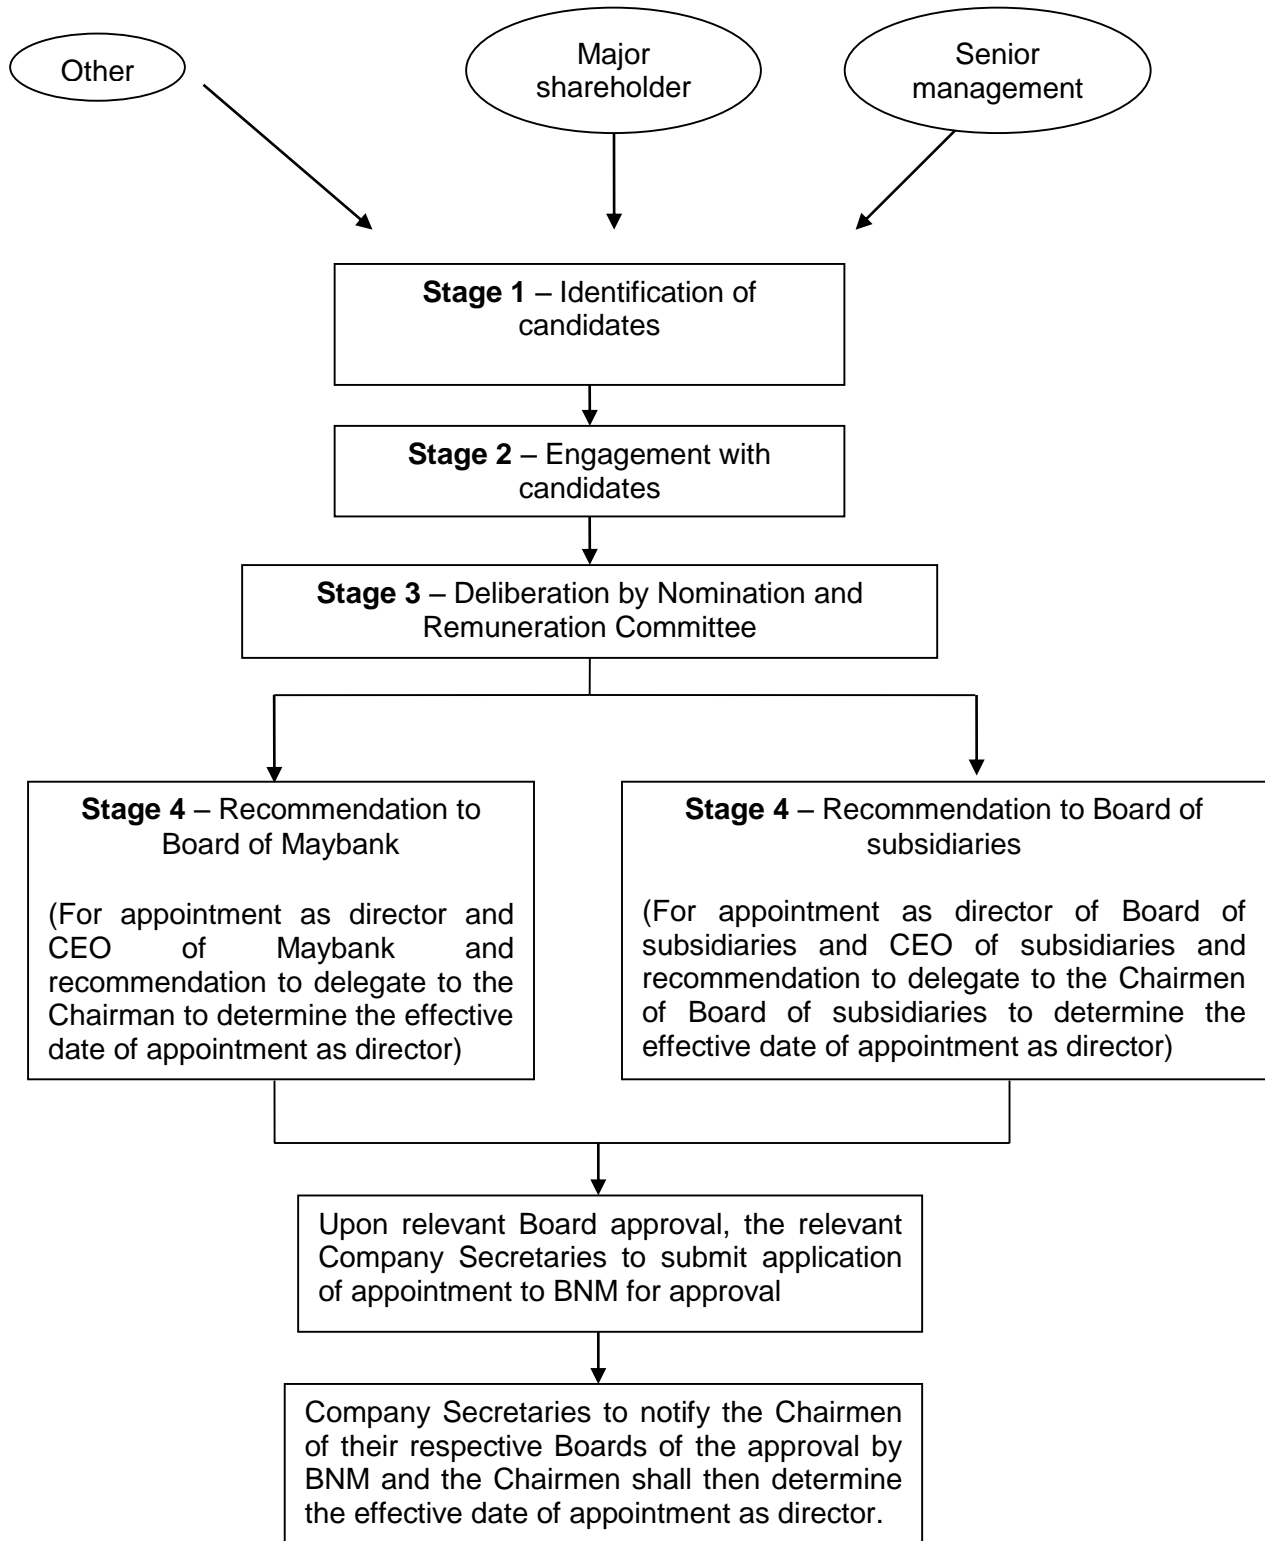 Other
Major
shareholder
Senior
management
Stage 1 – Identification of
candidates
Stage 2 – Engagement with
candidates
Stage 3 – Deliberation by Nomination and
Remuneration Committee
Stage 4 – Recommendation to
Board of Maybank
(For appointment as director and
CEO of Maybank and
recommendation to delegate to the
Chairman to determine the effective
date of appointment as director)
Stage 4 – Recommendation to Board of
subsidiaries
(For appointment as director of Board of
subsidiaries and CEO of subsidiaries and
recommendation to delegate to the Chairmen
of Board of subsidiaries to determine the
effective date of appointment as director)
Upon relevant Board approval, the relevant
Company Secretaries to submit application
of appointment to BNM for approval
Company Secretaries to notify the Chairmen
of their respective Boards of the approval by
BNM and the Chairmen shall then determine
the effective date of appointment as director.